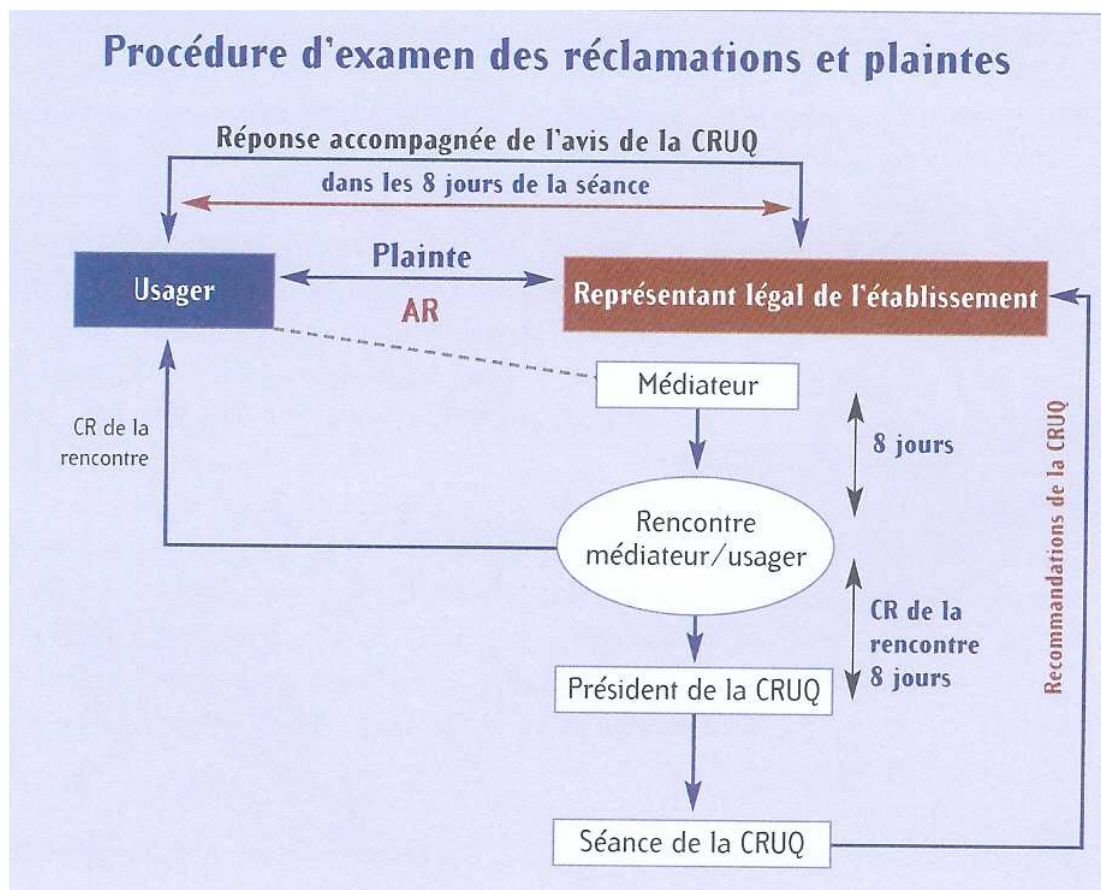 Procédure d'examen des réclamations et plaintes
Réponse accompagnée de l'avis de la CRUQ
dans les 8 jours de la séance
Usager
Plainte
AR
Représentant légal de l'établissement
Médiateur
8 jours
CR de la
rencontre
Rencontre
médiateur/usager
CR de la
rencontre
8 jours
Président de la CRUQ
Séance de la CRUQ
Recommandations de la CRUQ